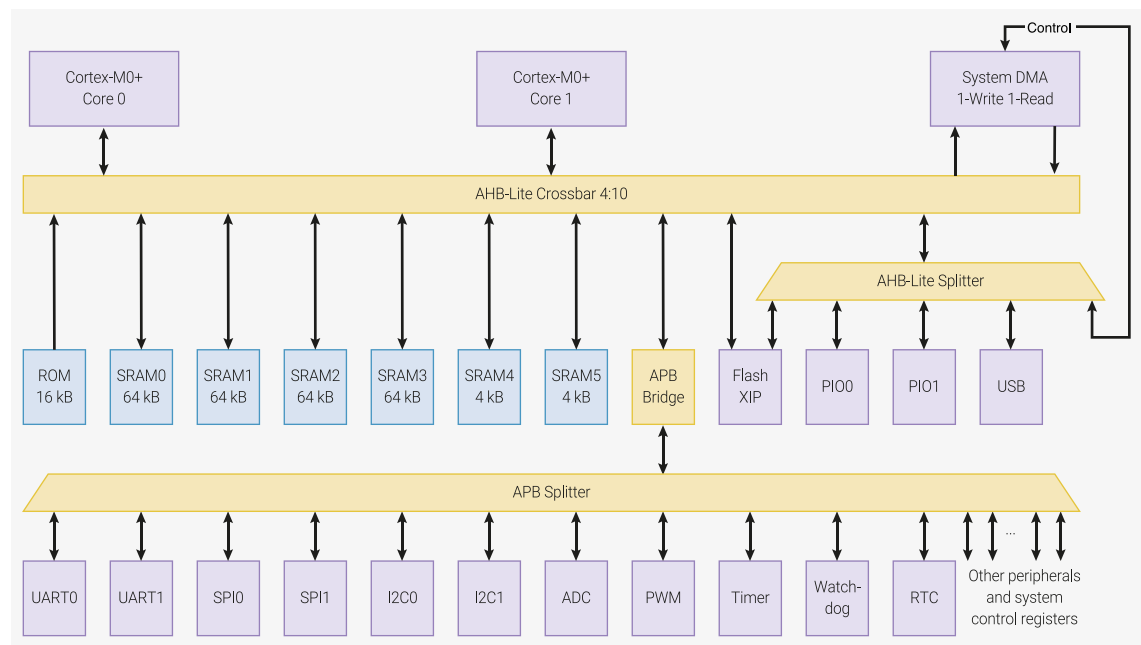 Control
Cortex-M0+
Core 0
Cortex-M0+
Core 1
System DMA
1-Write 1-Read
AHB-Lite Crossbar 4:10
AHB-Lite Splitter
ROM
16 kB
SRAM0
64 kB
SRAM1
64 kB
SRAM2
64 kB
SRAM3
64 kB
SRAM4
4 kB
SRAM5
4 kB
APB
Bridge
Flash
XIP
PIO0
PIO1
USB
APB Splitter
...
UART0
UART1
SPI0
SPI1
I2C0
I2C1
ADC
PWM
Timer
Watch-
dog
RTC
Other peripherals
and system
control registers